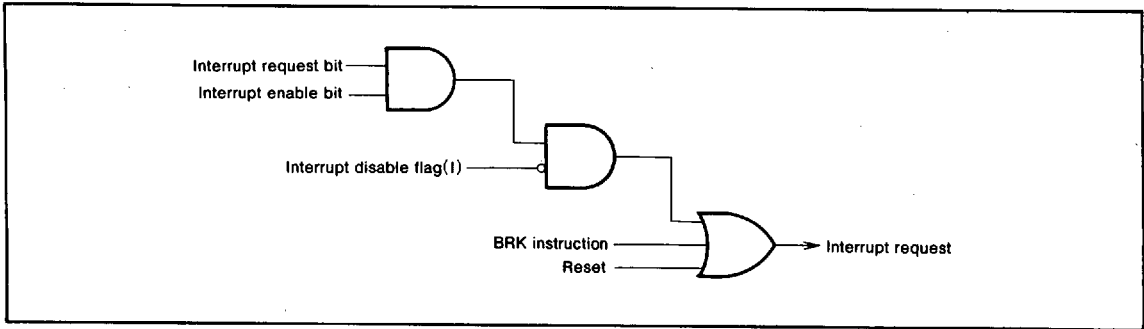 Interrupt request bit
Interrupt enable bit
Interrupt disable flag(I)
BRK instruction
Reset
Interrupt request